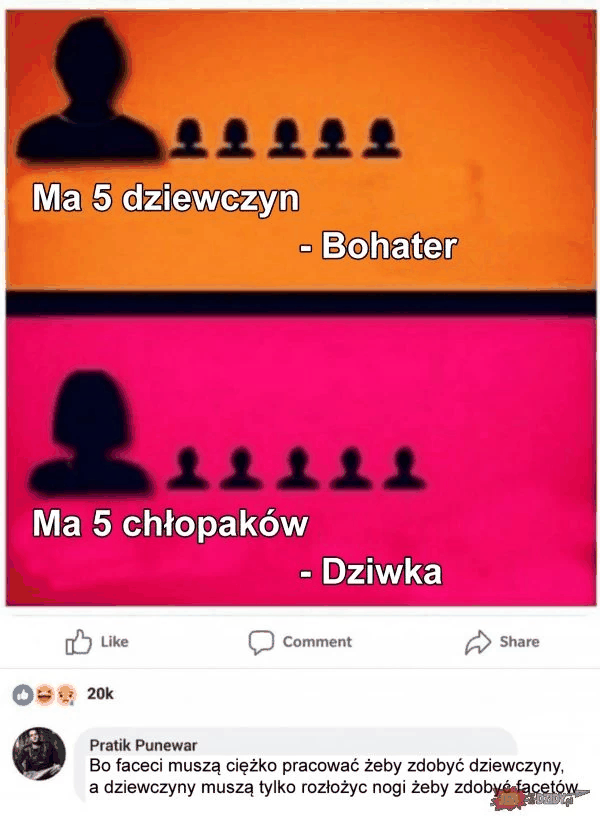 Ma 5 dziewczyn
- Bohater
Ma 5 chłopaków
- Dziwka
Like Comment Share
20k
Pratik Punewar
Bo faceci muszą ciężko pracować żeby zdobyć dziewczyny,
a dziewczyny muszą tylko rozłożyc nogi żeby zdobyć facetów